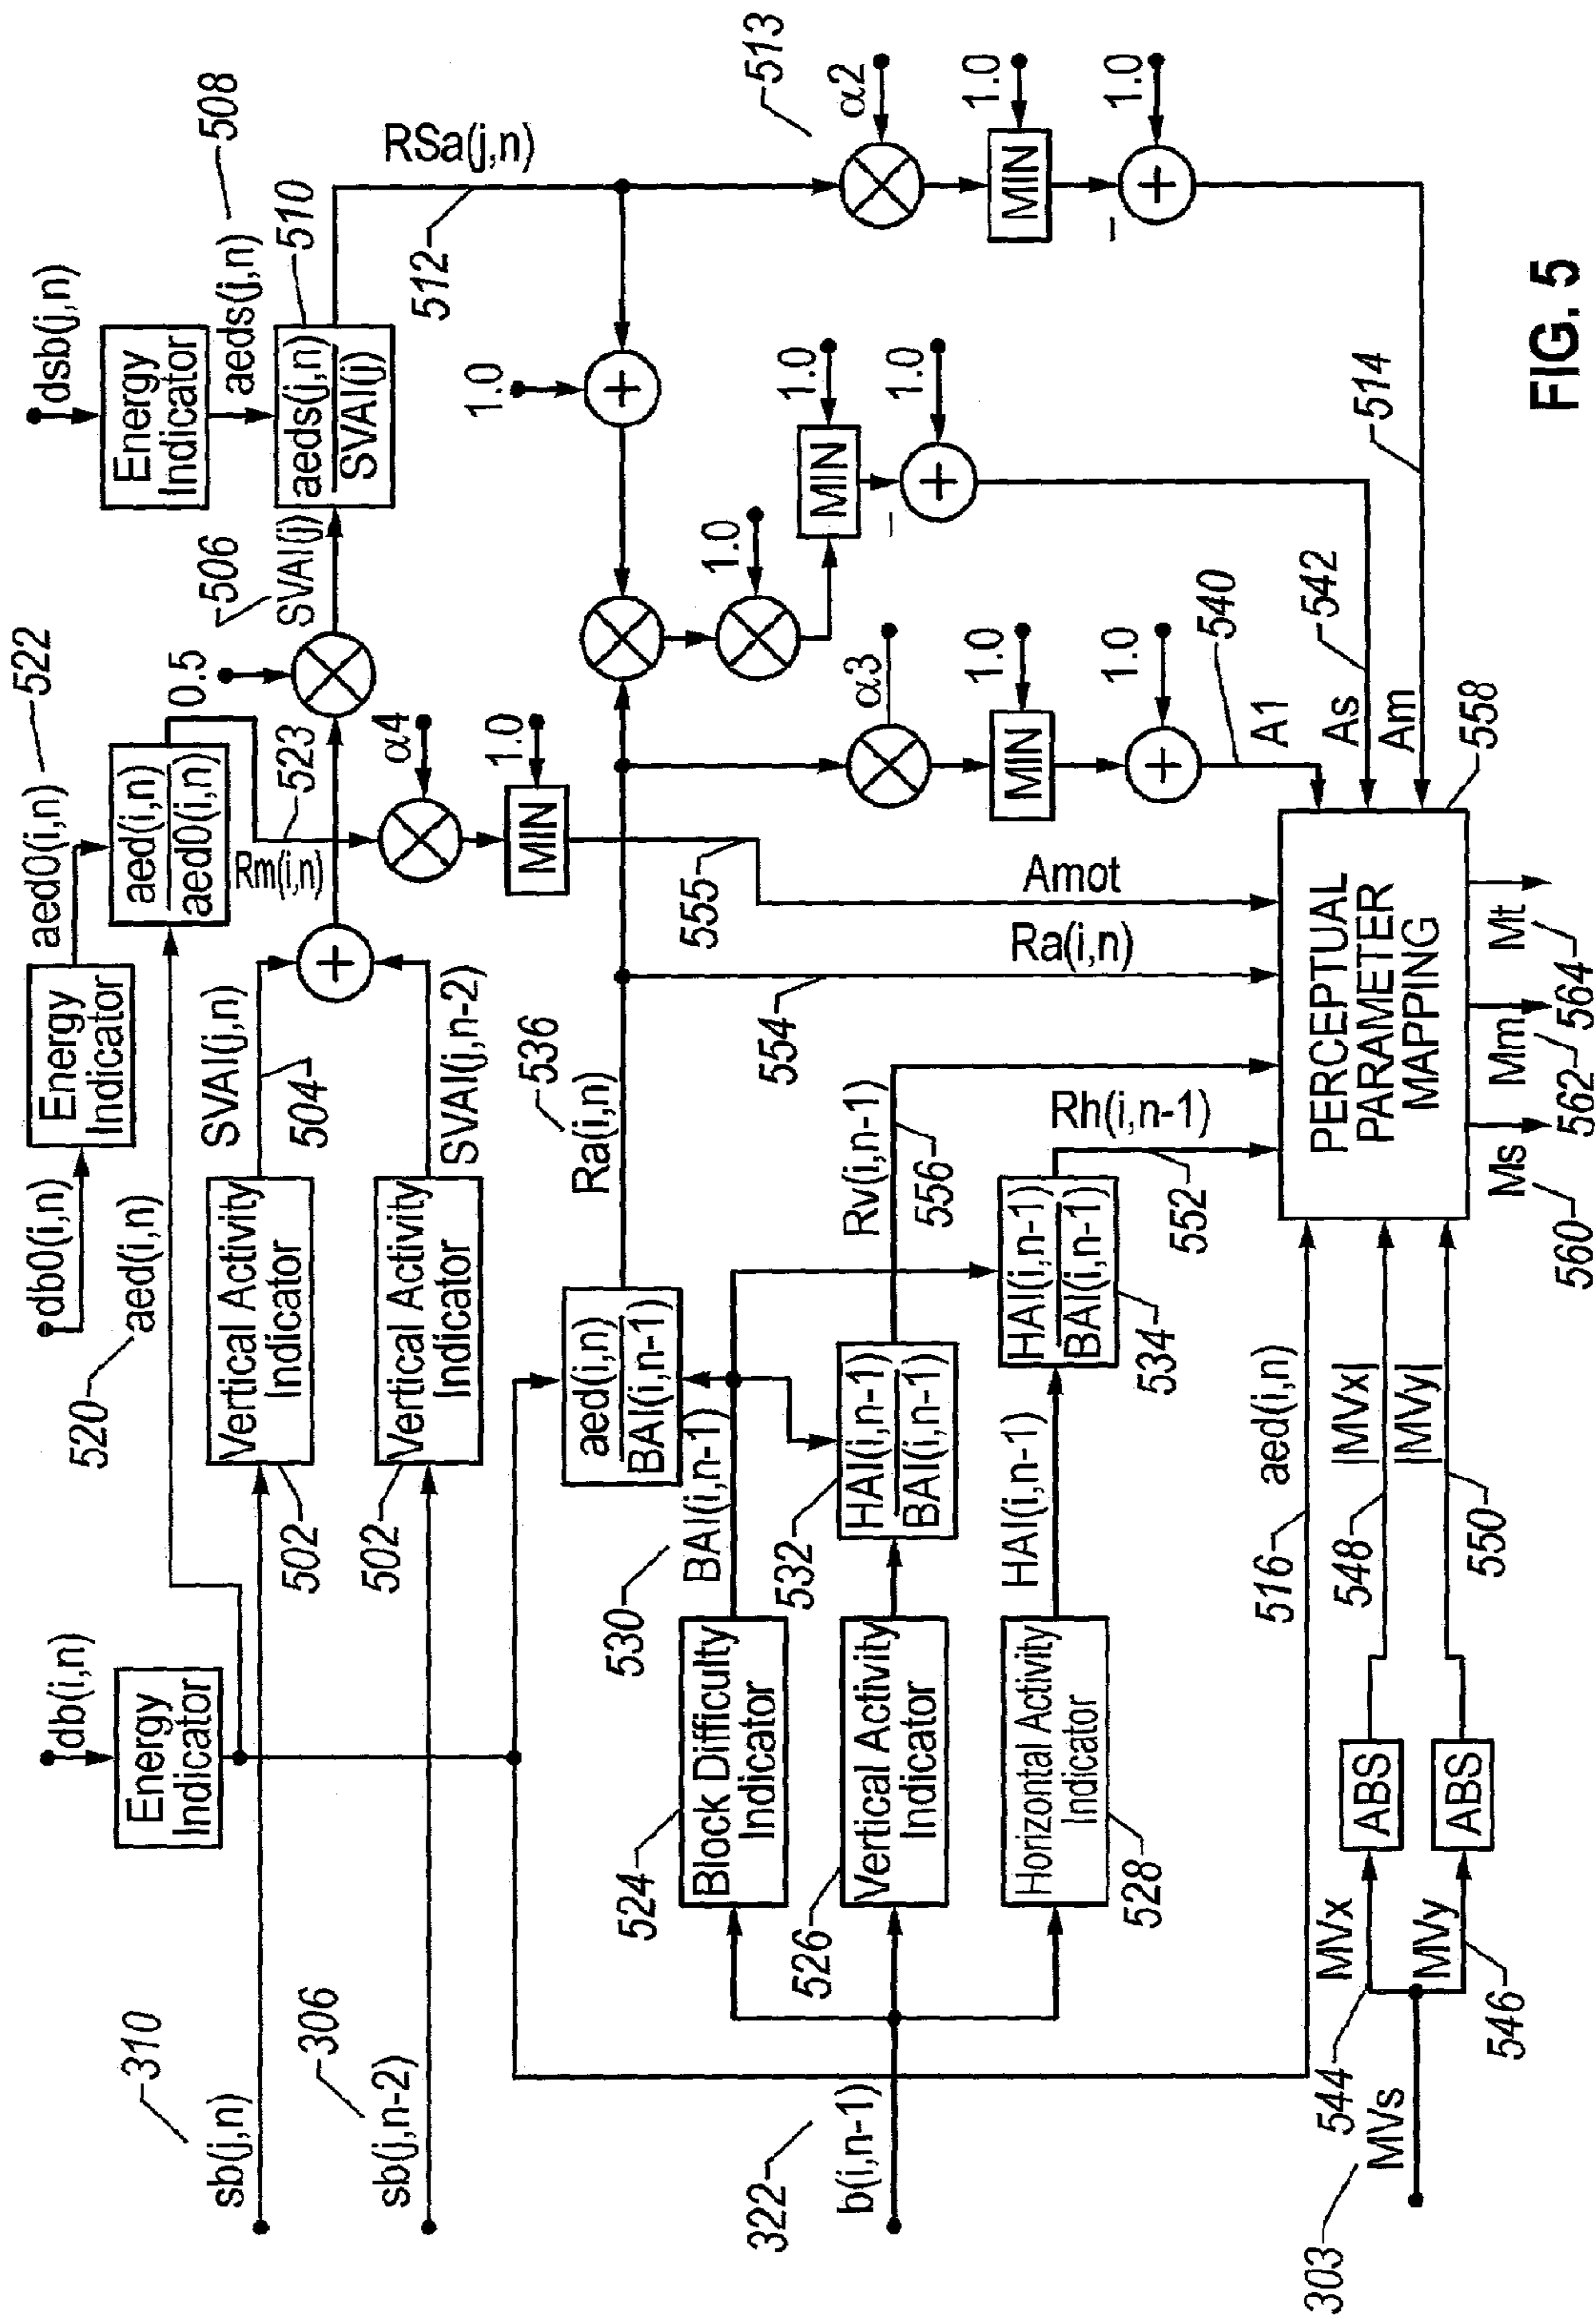 310
sb(j,n)
306
sb(j,n-2)
322
b(i,n-1)
303
MVs
544
MVx
MVy
546
db(i,n)
Energy
Indicator
502
Vertical Activity
Indicator
502
Vertical Activity
Indicator
524
Block Difficulty
Indicator
526
Vertical Activity
Indicator
528
Horizontal Activity
Indicator
ABS
ABS
548
|MVx|
|MVy|
550
516
aed(i,n)
530
BAI(i,n-1)
532
HAI(i,n-1)
aed(i,n)
BAI(i,n-1)
HAI(i,n-1)
BAI(i,n-1)
HAI(i,n-1)
BAI(i,n-1)
534
520
aed(i,n)
db0(i,n)
Energy
Indicator
aed0(i,n)
522
aed(i,n)
aed0(i,n)
Rm(i,n)
523
SVAI(j,n)
504
SVAI(j,n-2)
+
0.5
506
SVAI(j)
dsb(j,n)
Energy
Indicator
aeds(j,n)
508
aeds(j,n)
SVAI(j)
510
RSa(j,n)
512
α4
1.0
MIN
536
Ra(i,n)
Rv(i,n-1)
556
Rh(i,n-1)
552
554
Ra(i,n)
555
Amot
1.0
+
1.0
MIN
1.0
−
+
1.0
α3
MIN
1.0
+
1.0
540
A1
As
542
Am
514
513
α2
MIN
1.0
−
+
1.0
PERCEPTUAL
PARAMETER
MAPPING
558
Ms
560
Mm
562
Mt
564
FIG. 5